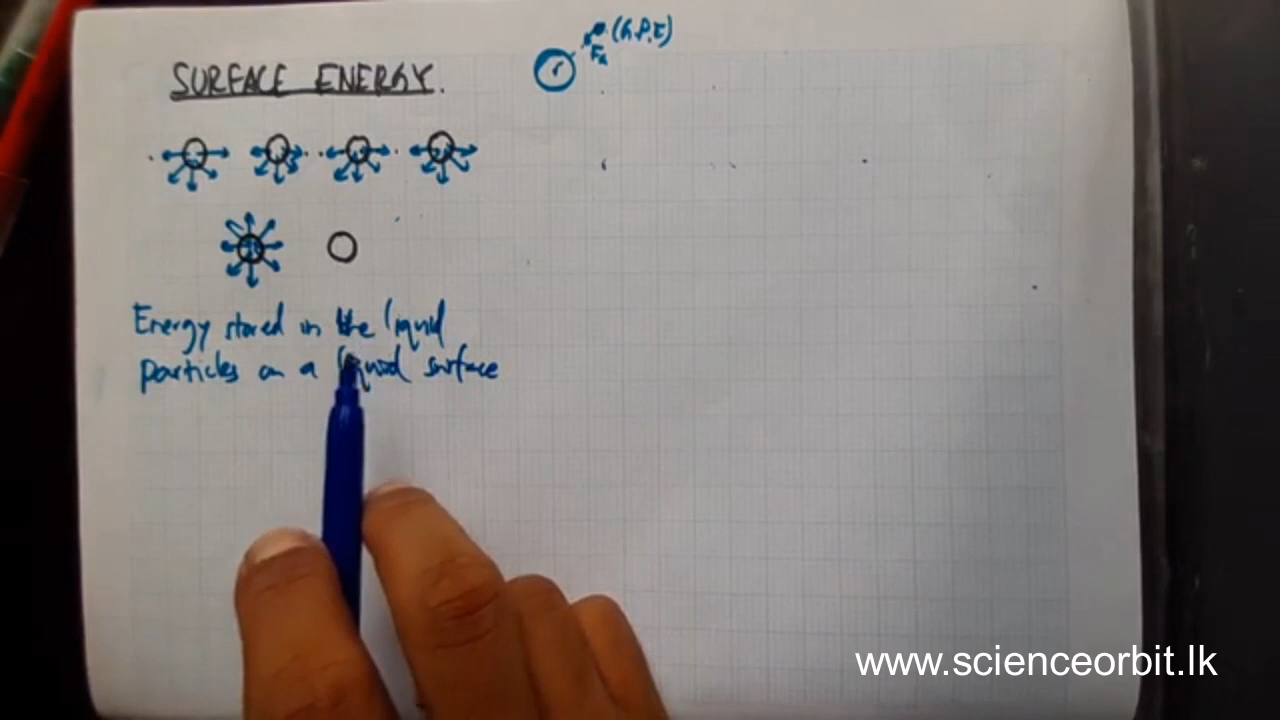 SURFACE ENERGY.
(G.P.E)
Energy stored in the liquid
particles on a liquid surface
www.scienceorbit.lk